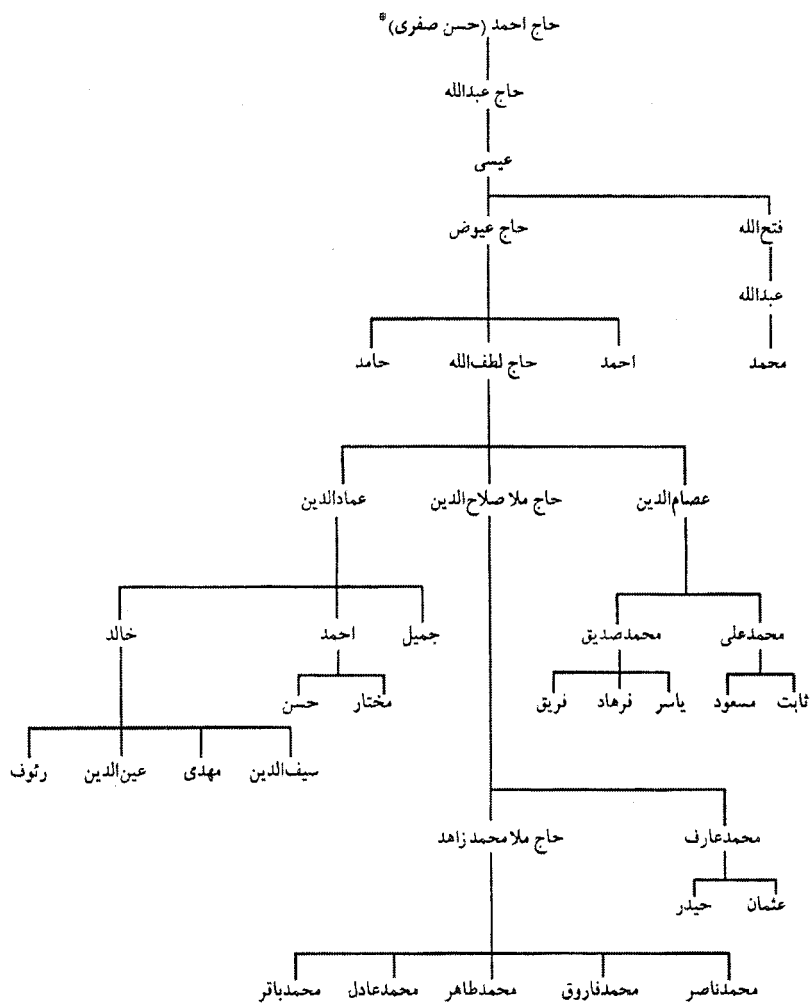 حاج احمد (حسن صفری)*
حاج عبدالله
عیسی
فتح‌الله
حاج عیوض
عبدالله
محمد
احمد
حاج لطف‌الله
حامد
عصام‌الدین
حاج ملا صلاح‌الدین
عمادالدین
محمدعلی
محمدصدیق
جمیل
احمد
خالد
ثابت
مسعود
یاسر
فرهاد
فریق
مختار
حسن
سیف‌الدین
مهدی
عین‌الدین
رئوف
محمدعارف
حاج ملا محمد زاهد
عثمان
حیدر
محمدناصر
محمدفاروق
محمدطاهر
محمدعادل
محمدباقر